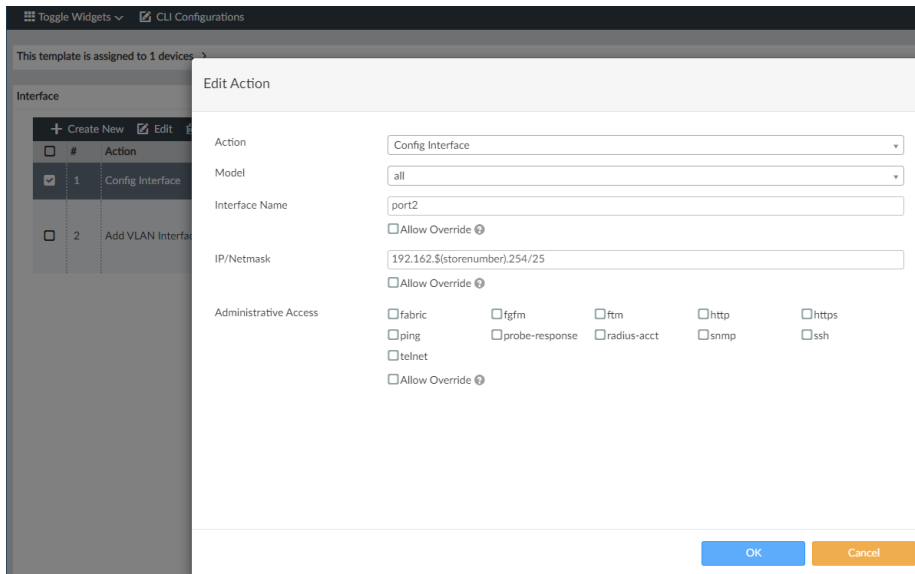 Toggle Widgets CLI Configurations
This template is assigned to 1 devices >
Edit Action
Interface
Create New Edit
# Action
1 Config Interface
2 Add VLAN Interfac
Action Config Interface
Model all
Interface Name port2
Allow Override ?
IP/Netmask 192.162.$(storenumber).254/25
Allow Override ?
Administrative Access fabric fgfm ftm http https
ping probe-response radius-acct snmp ssh
telnet
Allow Override ?
OK Cancel